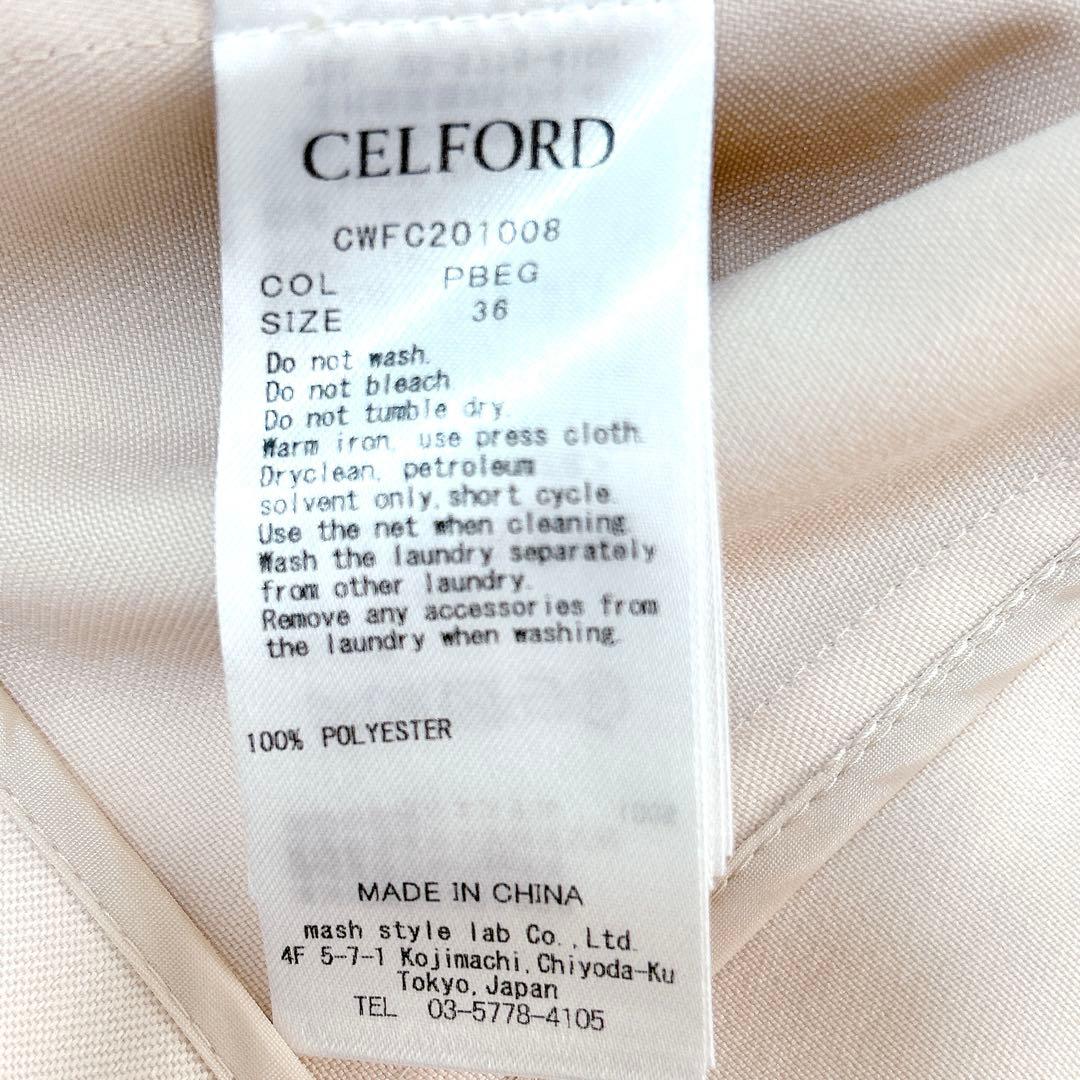 CELFORD
CWFC201008
COL PBEG
SIZE 36
Do not wash.
Do not bleach
Do not tumble dry.
Warm iron, use press cloth.
Dryclean, petroleum
solvent only, short cycle.
Use the net when cleaning.
Wash the laundry separately
from other laundry.
Remove any accessories from
the laundry when washing.
100% POLYESTER
MADE IN CHINA
mash style lab Co.,Ltd.
4F 5-7-1 Kojimachi, Chiyoda-Ku
Tokyo, Japan
TEL 03-5778-4105